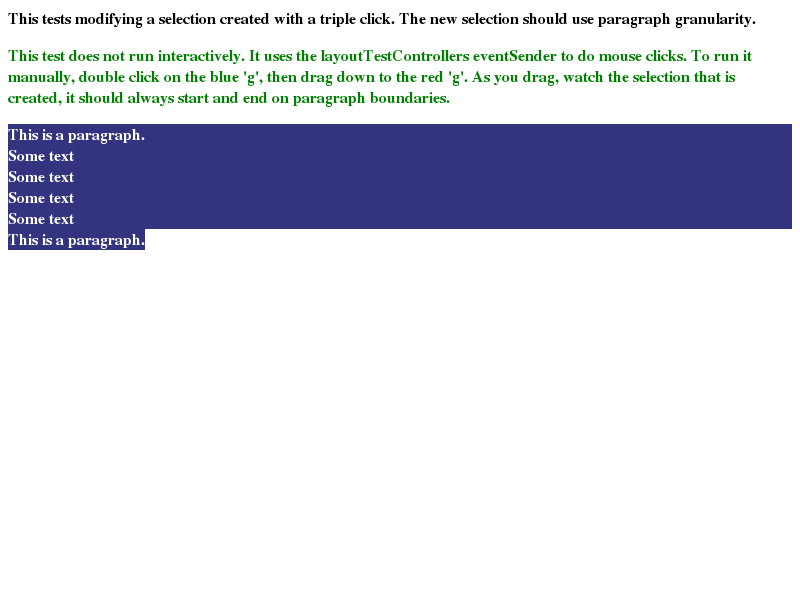 This tests modifying a selection created with a triple click. The new selection should use paragraph granularity.
This test does not run interactively. It uses the layoutTestControllers eventSender to do mouse clicks. To run it
manually, double click on the blue 'g', then drag down to the red 'g'. As you drag, watch the selection that is
created, it should always start and end on paragraph boundaries.
This is a paragraph.
Some text
Some text
Some text
Some text
This is a paragraph.